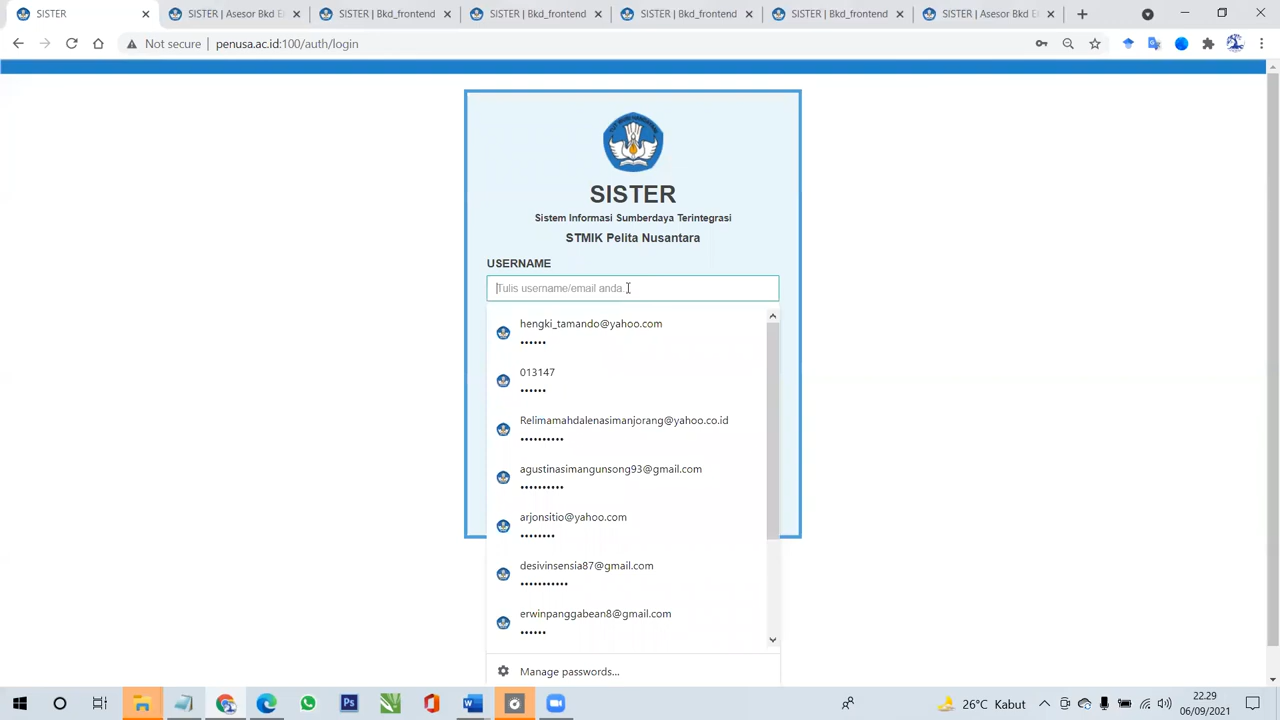 SISTER
SISTER | Asesor Bkd E
SISTER | Bkd_frontend
SISTER | Bkd_frontend
SISTER | Bkd_frontend
SISTER | Bkd_frontend
SISTER | Asesor Bkd E
Not secure
penusa.ac.id:100/auth/login
SISTER
Sistem Informasi Sumberdaya Terintegrasi
STMIK Pelita Nusantara
USERNAME
Tulis username/email anda.
hengki_tamando@yahoo.com
••••••
013147
••••••
Relimamahdalenasimanjorang@yahoo.co.id
••••••••••
agustinasimangunsong93@gmail.com
••••••••••
arjonsitio@yahoo.com
••••••••
desivinsensia87@gmail.com
•••••••••••
erwinpanggabean8@gmail.com
••••••
Manage passwords...
26°C Kabut
22.29
06/09/2021